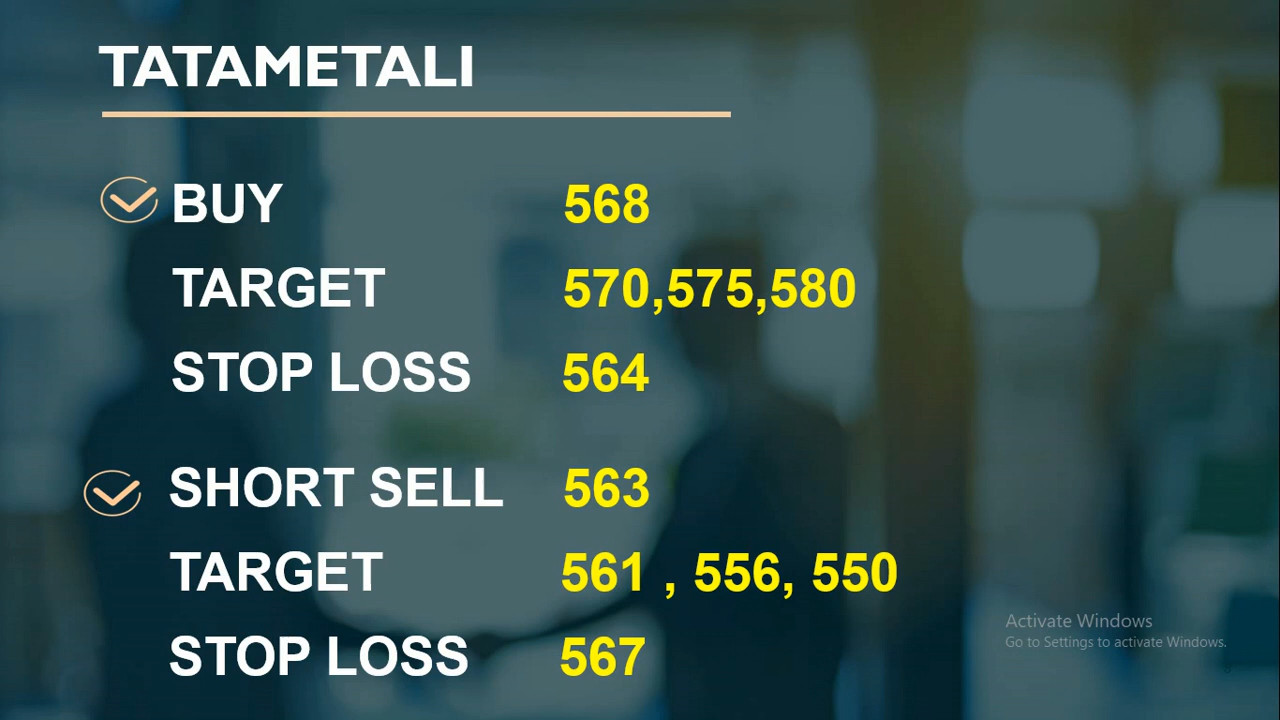 TATAMETALI
BUY 568
TARGET 570,575,580
STOP LOSS 564
SHORT SELL 563
TARGET 561 , 556, 550
STOP LOSS 567
Activate Windows
Go to Settings to activate Windows.